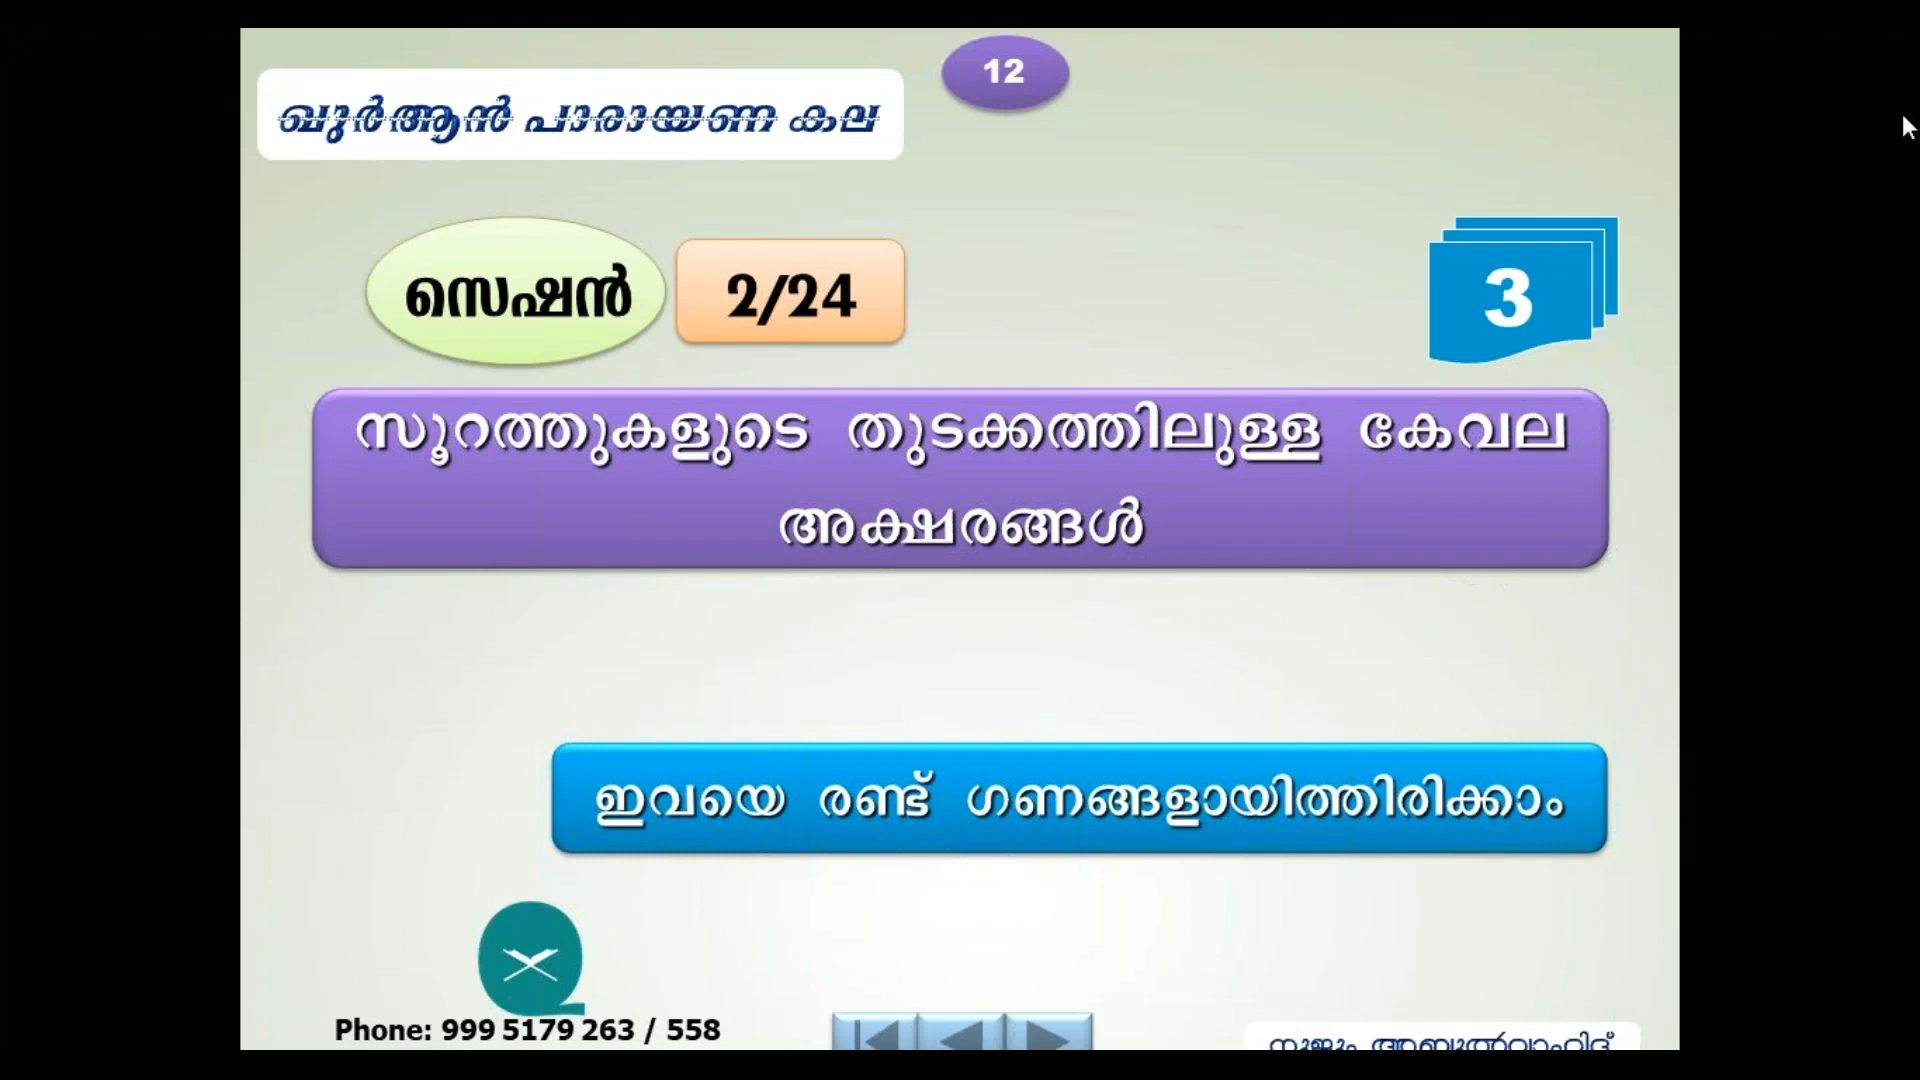 12
ഖുർആൻ പാരായണ കല
സെഷൻ 2/24
3
സൂറത്തുകളുടെ തുടക്കത്തിലുള്ള കേവല
അക്ഷരങ്ങൾ
ഇവയെ രണ്ട് ഗണങ്ങളായിത്തിരിക്കാം
Phone: 999 5179 263 / 558